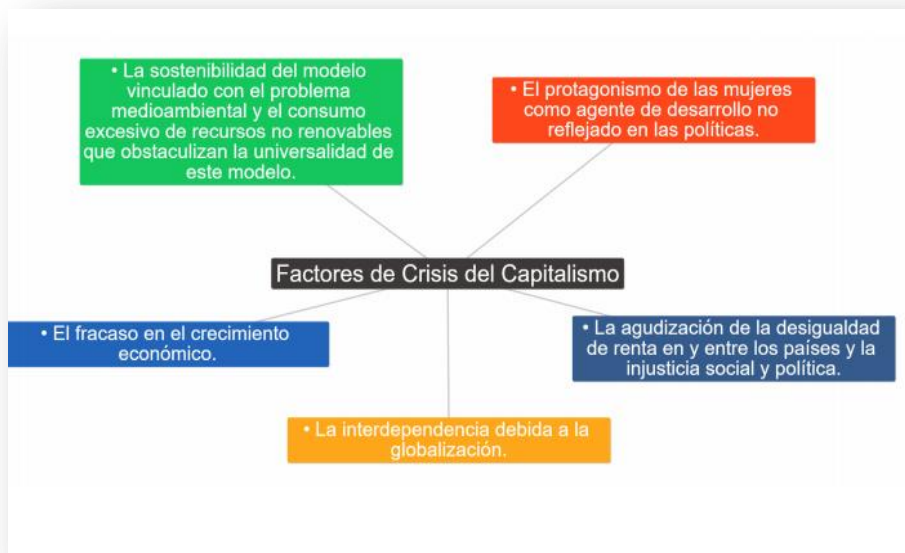 • La sostenibilidad del modelo
vinculado con el problema
medioambiental y el consumo
excesivo de recursos no renovables
que obstaculizan la universalidad de
este modelo.
• El protagonismo de las mujeres
como agente de desarrollo no
reflejado en las políticas.
Factores de Crisis del Capitalismo
• El fracaso en el crecimiento
económico.
• La agudización de la desigualdad
de renta en y entre los países y la
injusticia social y política.
• La interdependencia debida a la
globalización.